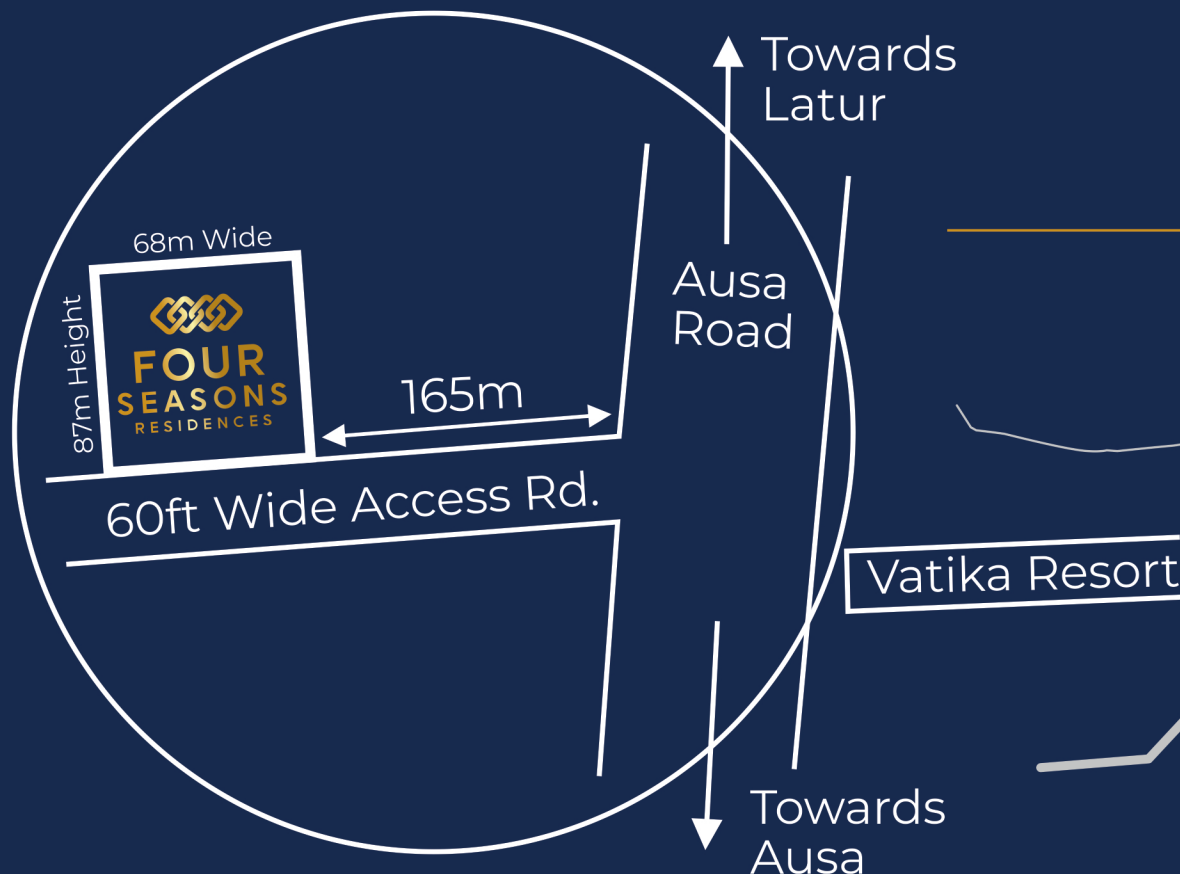 Towards
Latur
68m Wide
87m Height
FOUR
SEASONS
RESIDENCES
165m
Ausa
Road
60ft Wide Access Rd.
Vatika Resort
Towards
Ausa